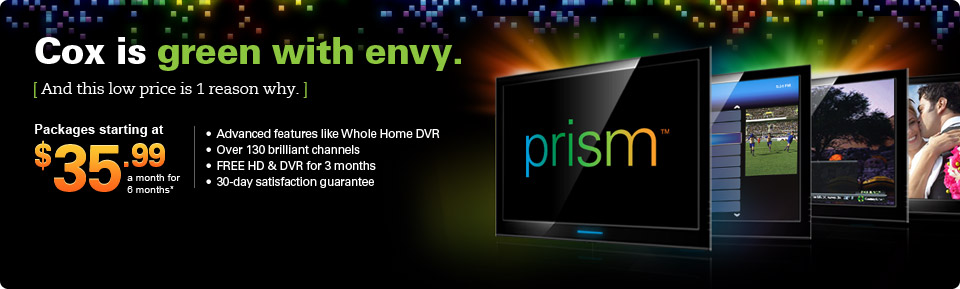 Cox is green with envy.
[ And this low price is 1 reason why. ]
Packages starting at
$35.99
a month for
6 months*
• Advanced features like Whole Home DVR
• Over 130 brilliant channels
• FREE HD & DVR for 3 months
• 30-day satisfaction guarantee
prism™